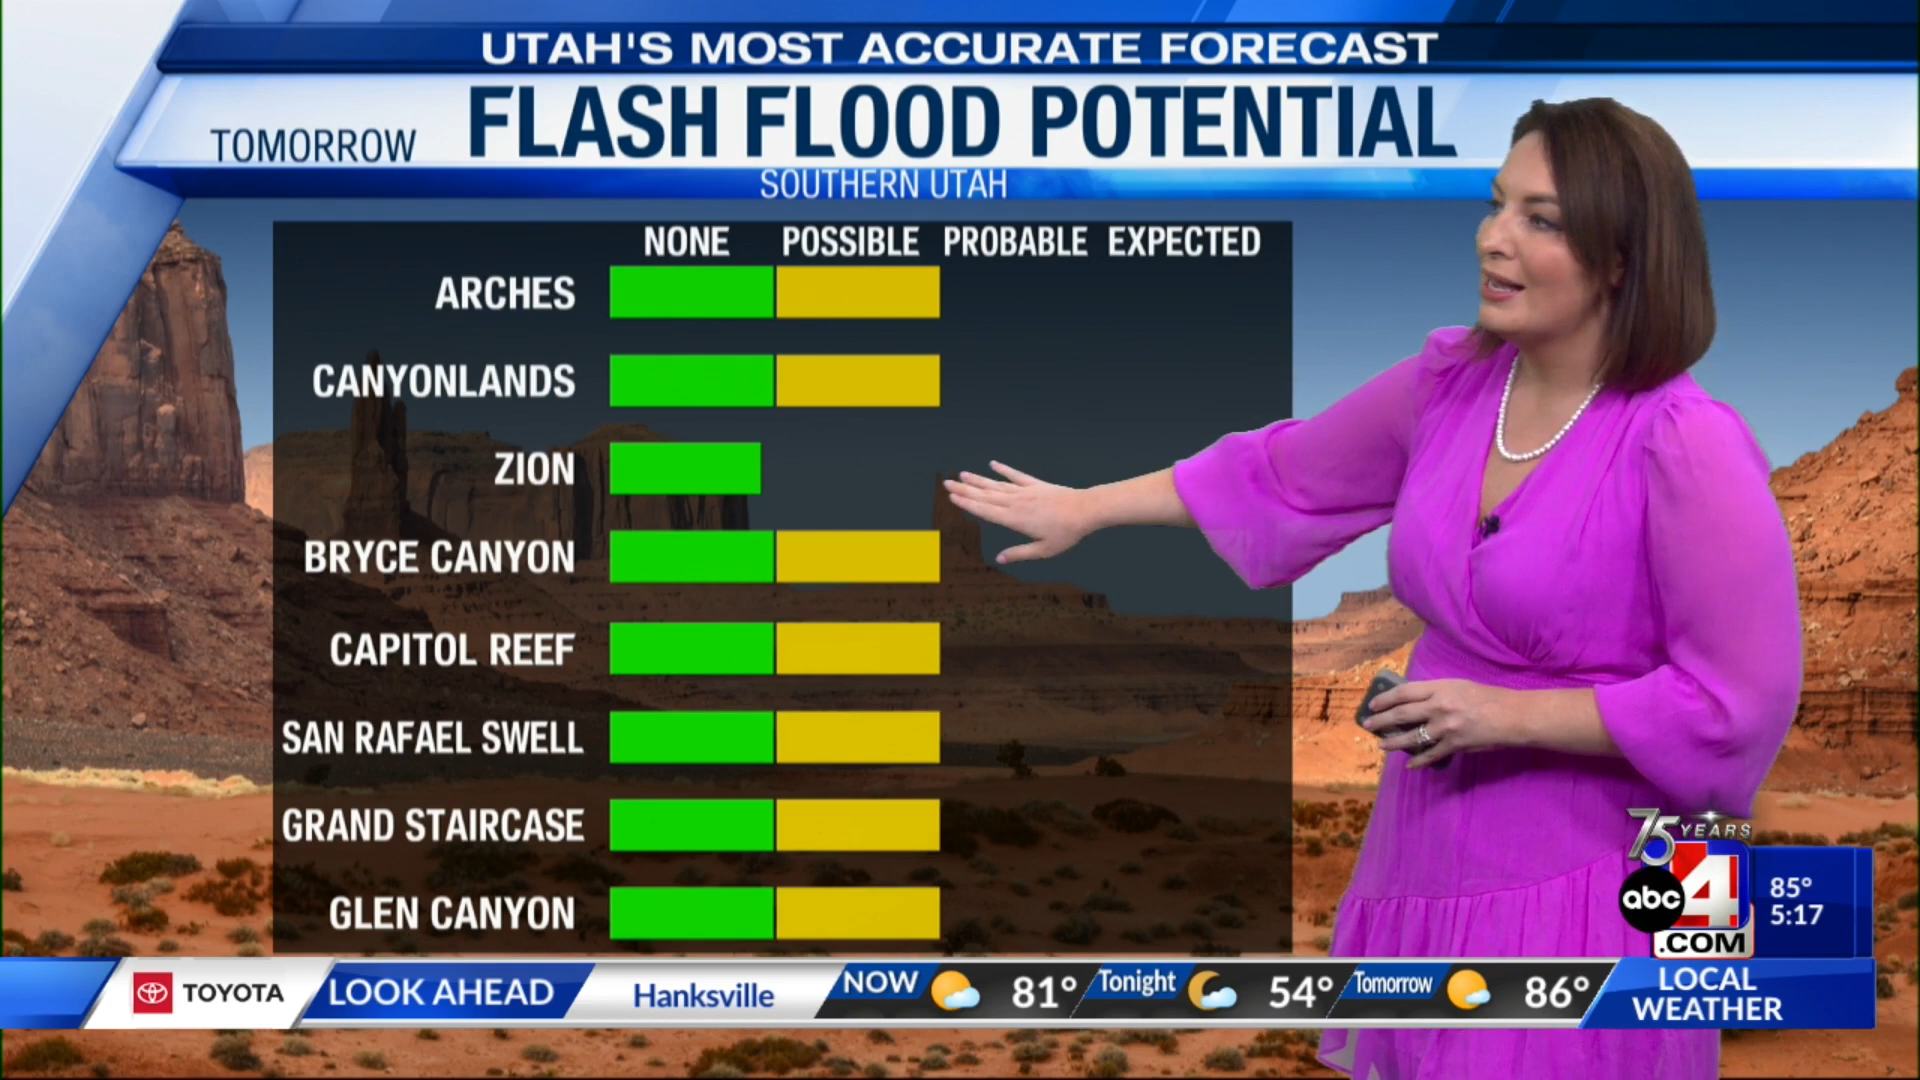 UTAH'S MOST ACCURATE FORECAST
TOMORROW FLASH FLOOD POTENTIAL
SOUTHERN UTAH
NONE POSSIBLE PROBABLE EXPECTED
ARCHES
CANYONLANDS
ZION
BRYCE CANYON
CAPITOL REEF
SAN RAFAEL SWELL
GRAND STAIRCASE
GLEN CANYON
75 YEARS
abc 4
.COM
85°
5:17
TOYOTA LOOK AHEAD Hanksville NOW 81° Tonight 54° Tomorrow 86°
LOCAL
WEATHER